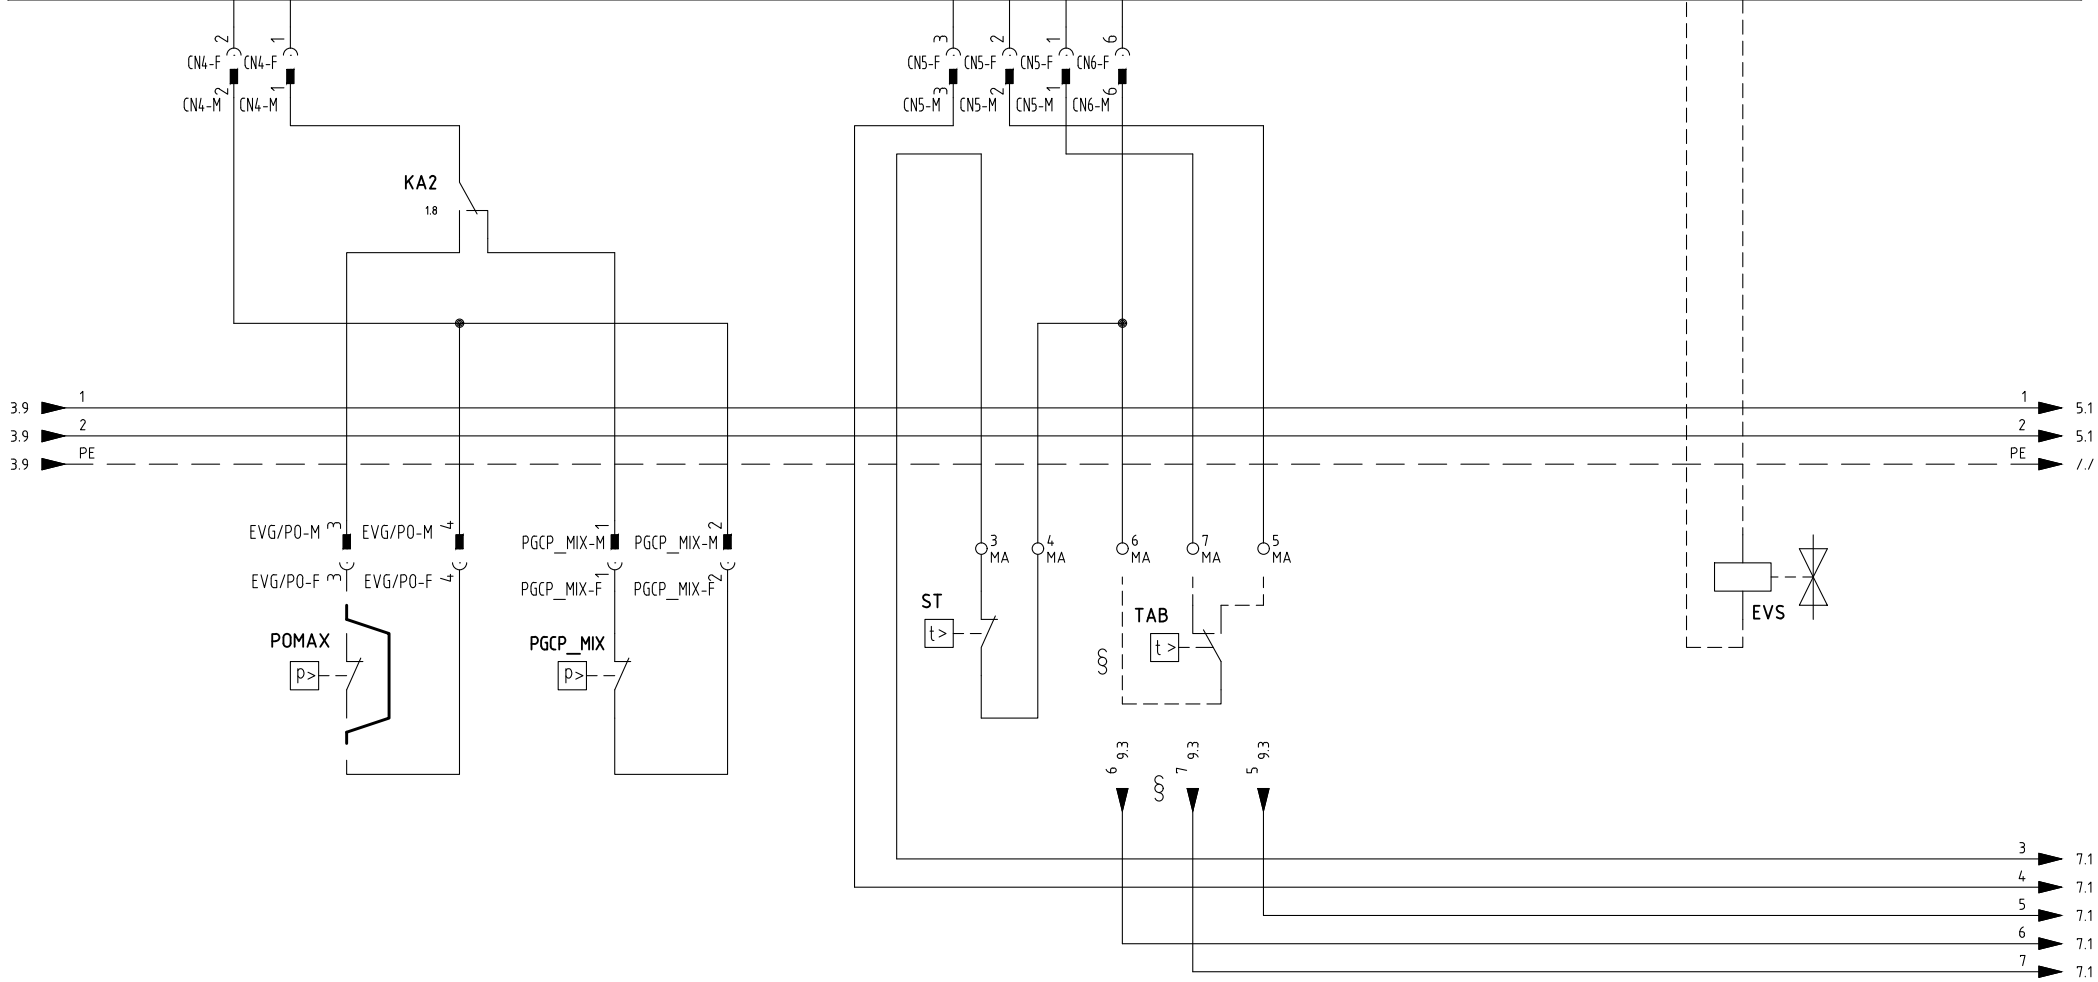 2 1 3 2 1 6
CN4-F CN4-F CN5-F CN5-F CN5-F CN6-F
2 1 3 2 1 6
CN4-M CN4-M CN5-M CN5-M CN5-M CN6-M
KA2
1.8
3.9 1 1 5.1
3.9 2 2 5.1
3.9 PE PE /./
3 4 1 2
EVG/PO-M EVG/PO-M PGCP_MIX-M PGCP_MIX-M
3 4 6 7 5
MA MA MA MA MA
3 4 1 2
EVG/PO-F EVG/PO-F PGCP_MIX-F PGCP_MIX-F
ST TAB EVS
t> t>
POMAX PGCP_MIX
p> p>
§
9.3 9.3 9.3
6 7 5
§
3 7.1
4 7.1
5 7.1
6 7.1
7 7.1